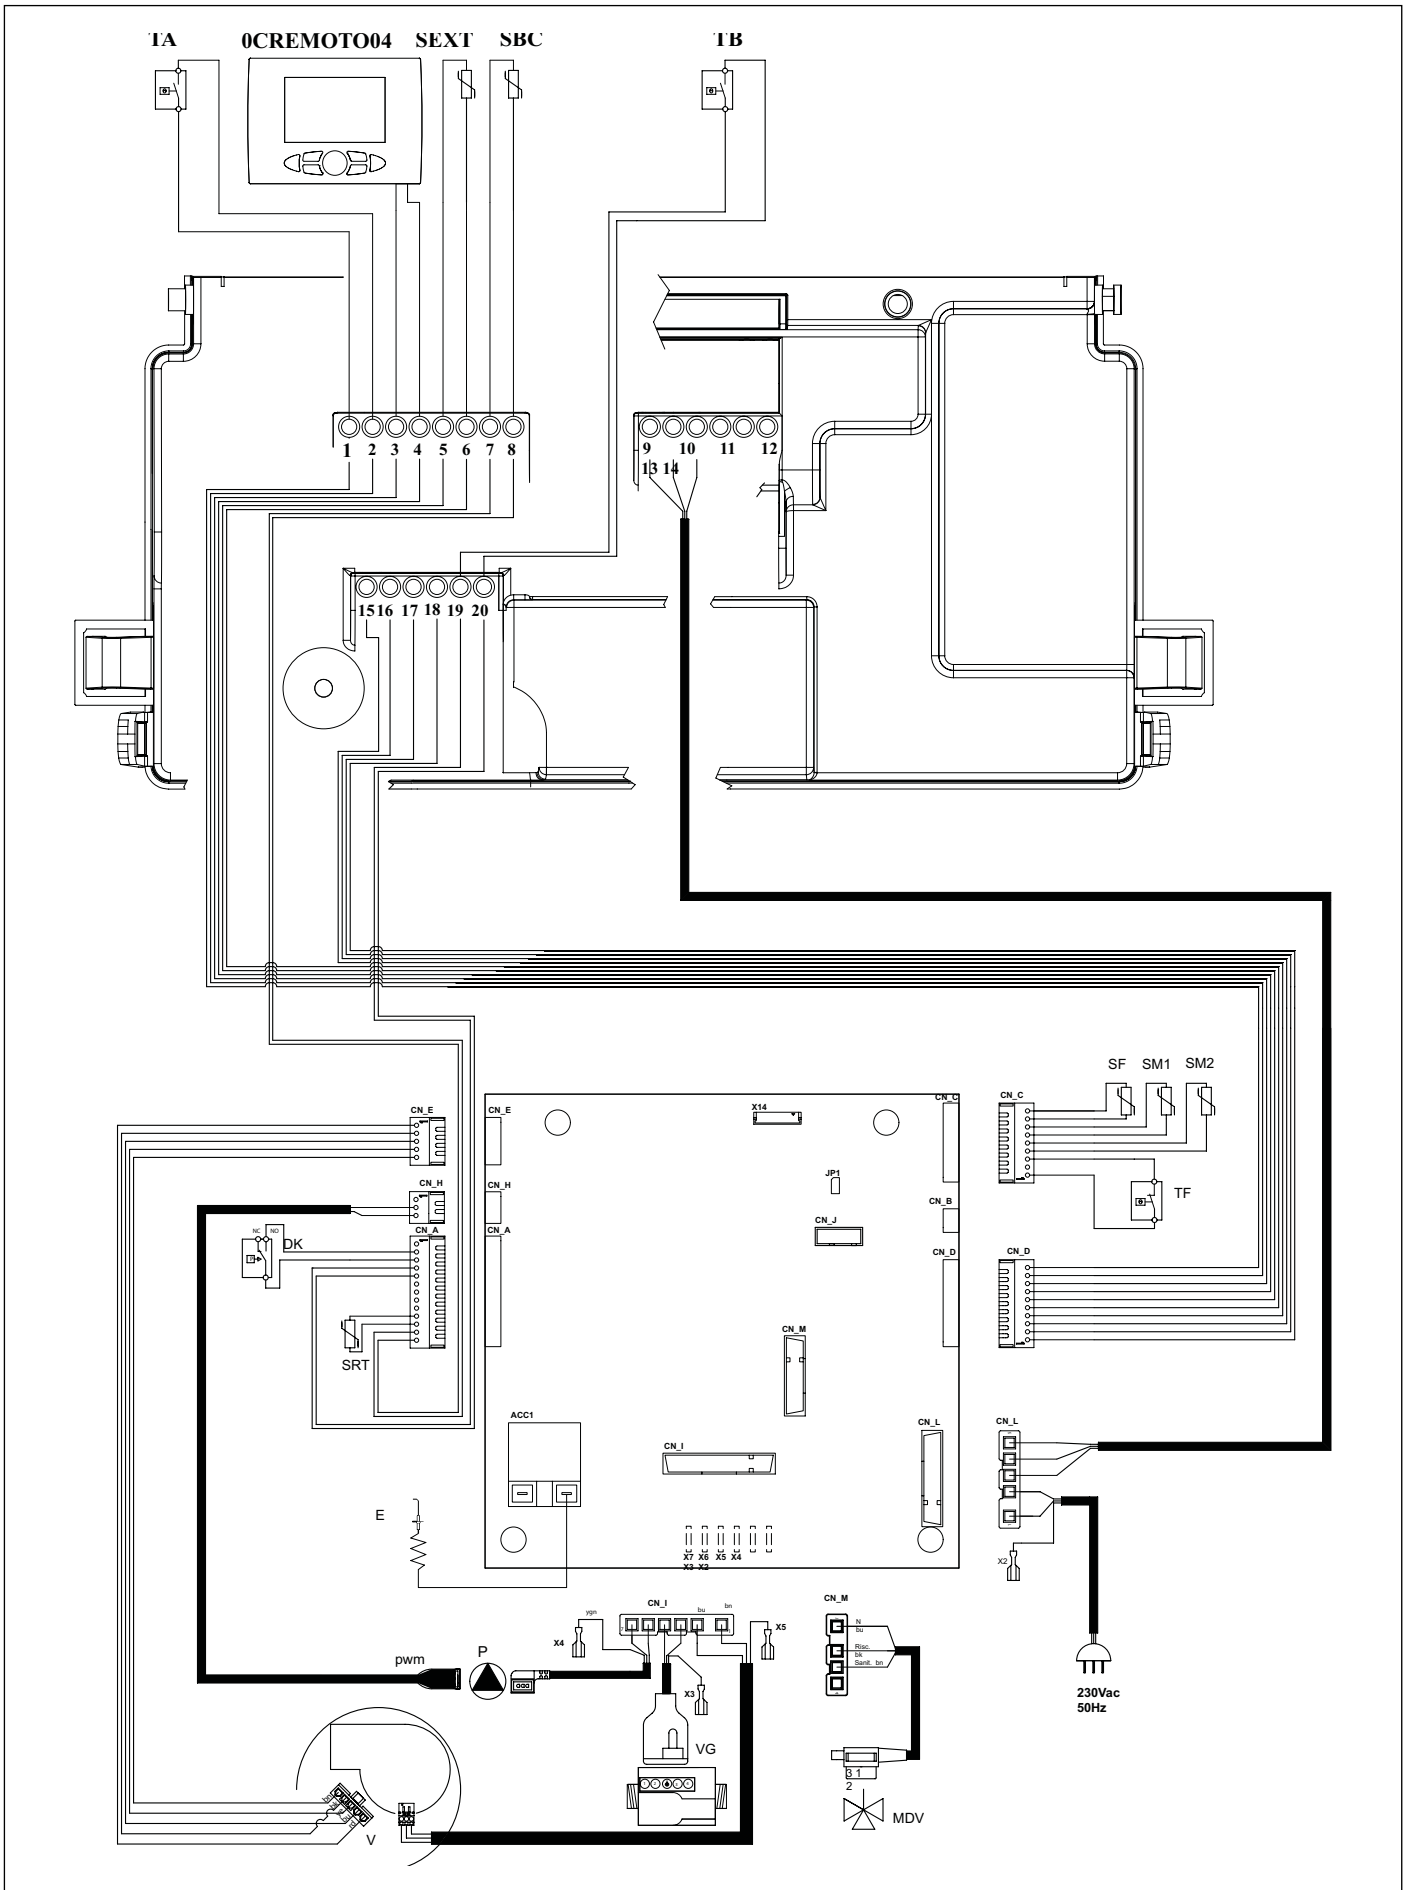 TA 0CREMOTO04 SEXT SBC TB
1 2 3 4 5 6 7 8
9 10 11 12
13 14
15 16 17 18 19 20
SF SM1 SM2
CN_E CN_E X14 CN_C CN_C
JP1
CN_H CN_H CN_B TF
CN_A CN_A CN_J
NC NO
DK CN_D CN_D
CN_M
SRT
ACC1 CN_L CN_L
CN_I
E
X7 X6 X5 X4
X3 X2
X2
CN_I CN_M
ygn bu bn
X4 X5
N
bu
Risc.
bk
Sanit. bn
pwm P
X3
230Vac
50Hz
VG
3 1
2
MDV
V